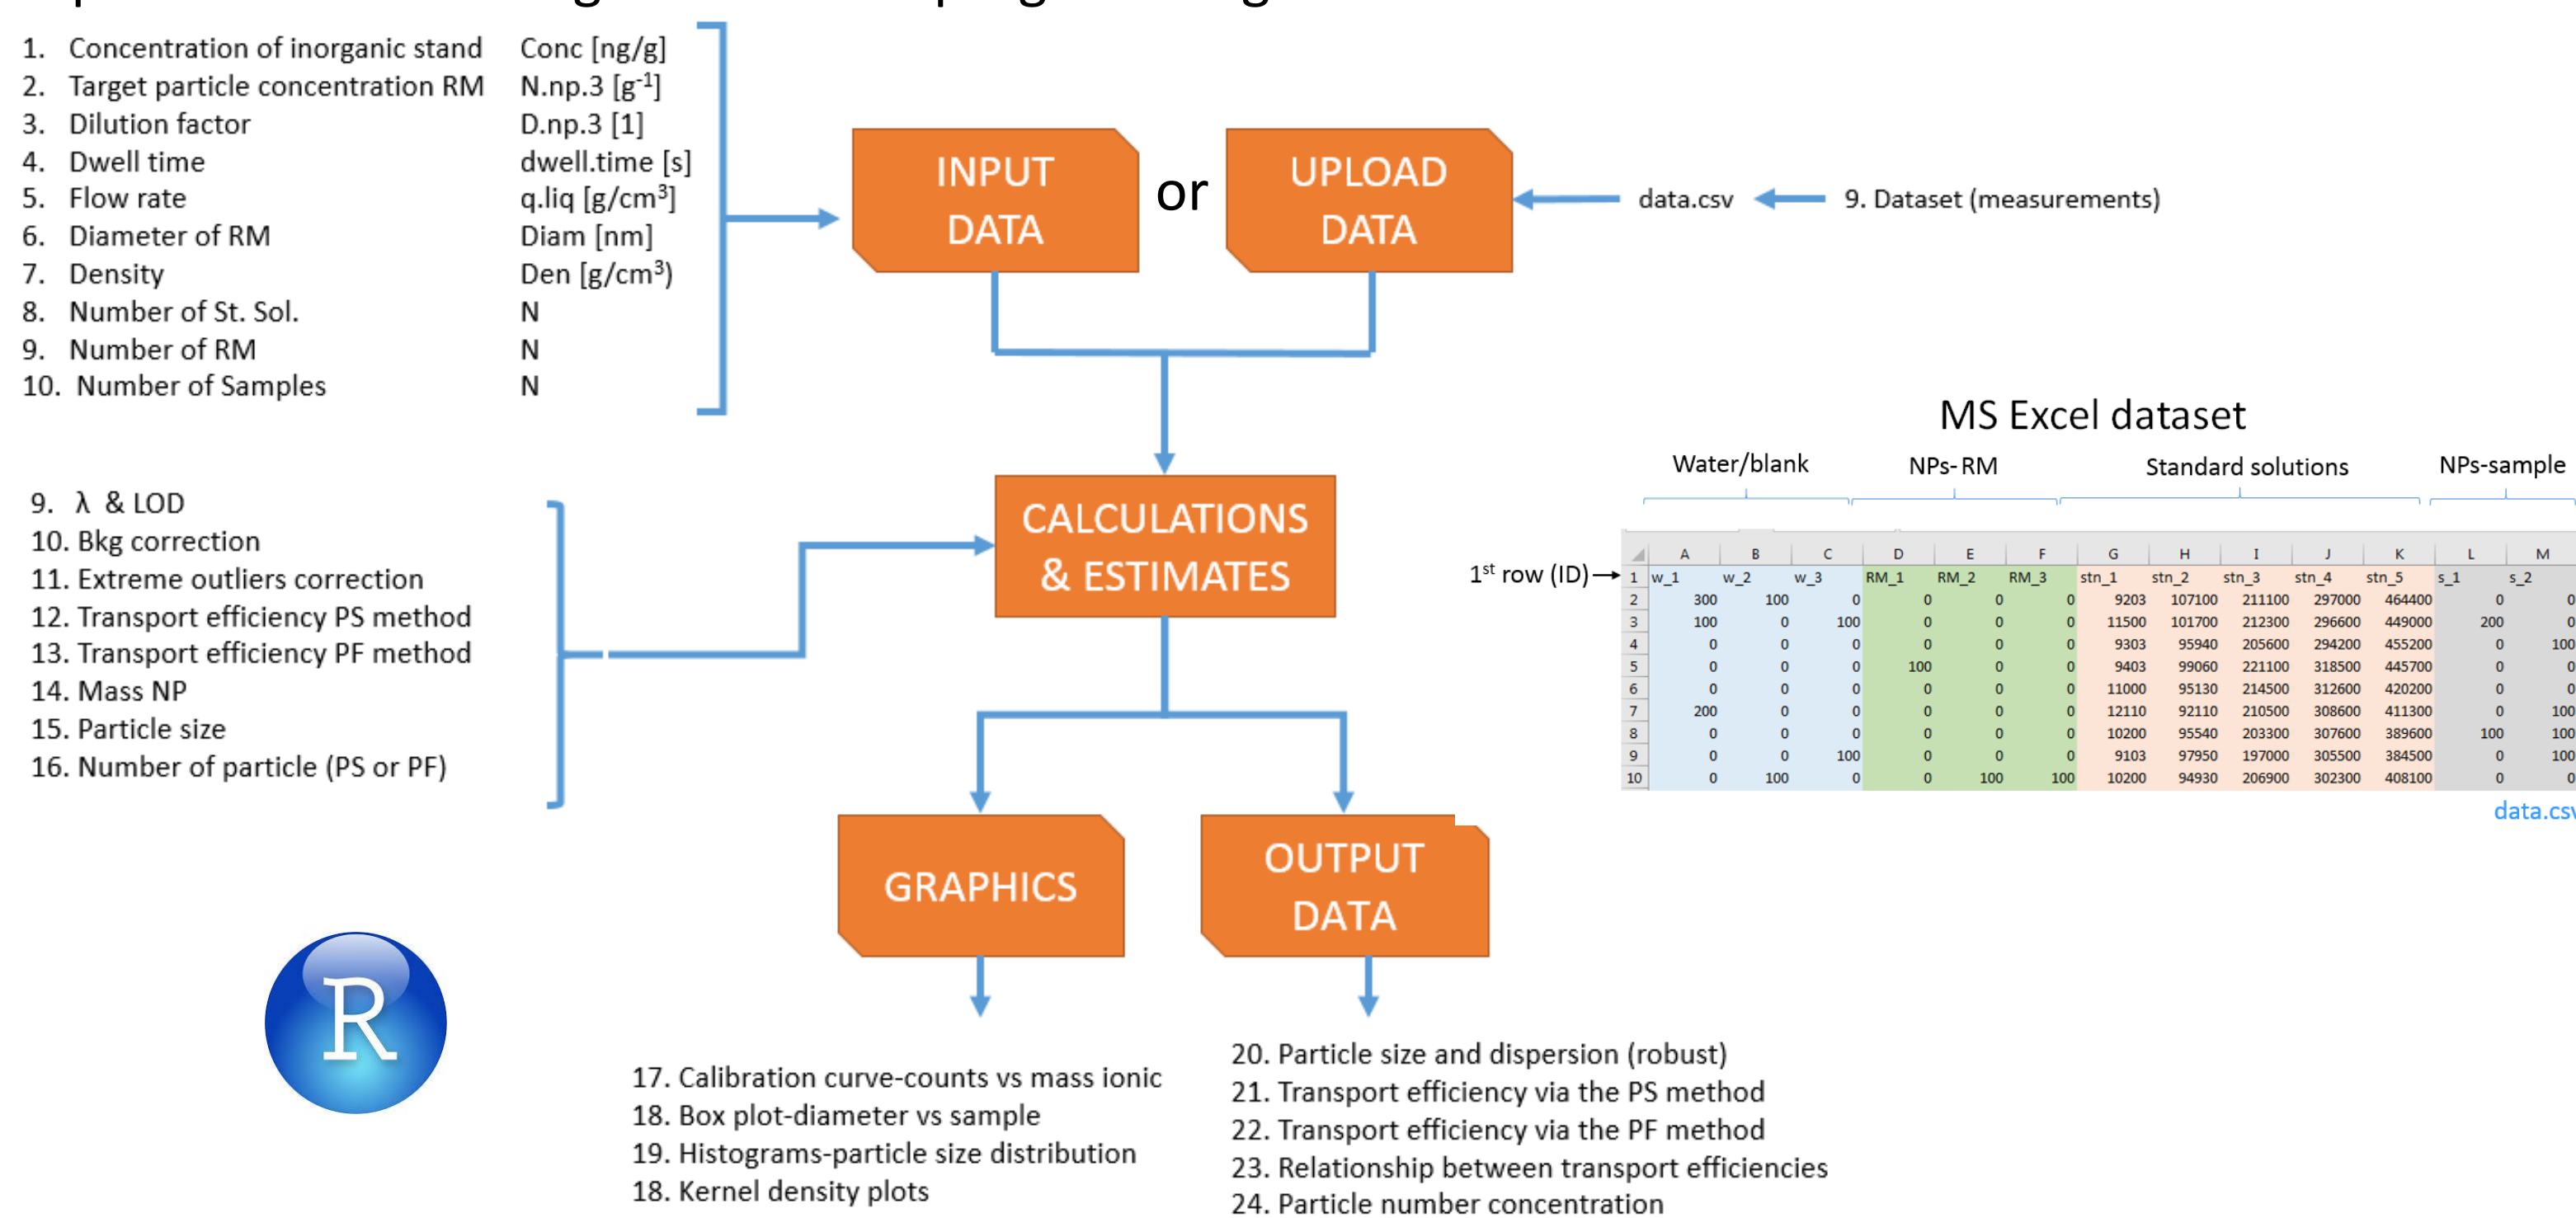 1. Concentration of inorganic stand Conc [ng/g]
2. Target particle concentration RM N.np.3 [g-1]
3. Dilution factor D.np.3 [1]
4. Dwell time dwell.time [s]
5. Flow rate q.liq [g/cm3]
6. Diameter of RM Diam [nm]
7. Density Den [g/cm3)
8. Number of St. Sol. N
9. Number of RM N
10. Number of Samples N
INPUT
DATA
or
UPLOAD
DATA
data.csv
9. Dataset (measurements)
9. λ & LOD
10. Bkg correction
11. Extreme outliers correction
12. Transport efficiency PS method
13. Transport efficiency PF method
14. Mass NP
15. Particle size
16. Number of particle (PS or PF)
CALCULATIONS
& ESTIMATES
MS Excel dataset
Water/blank NPs-RM Standard solutions NPs-sample
A B C D E F G H I J K L M
1st row (ID)
1 w_1 w_2 w_3 RM_1 RM_2 RM_3 stn_1 stn_2 stn_3 stn_4 stn_5 s_1 s_2
2 300 100 0 0 0 0 9203 107100 211100 297000 464400 0 0
3 100 0 100 0 0 0 11500 101700 212300 296600 449000 200 0
4 0 0 0 0 0 0 9303 95940 205600 294200 455200 0 100
5 0 0 0 100 0 0 9403 99060 221100 318500 445700 0 0
6 0 0 0 0 0 0 11000 95130 214500 312600 420200 0 0
7 200 0 0 0 0 0 12110 92110 210500 308600 411300 0 100
8 0 0 0 0 0 0 10200 95540 203300 307600 389600 100 100
9 0 0 100 0 0 0 9103 97950 197000 305500 384500 0 100
10 0 100 0 0 100 100 10200 94930 206900 302300 408100 0 0
data.csv
GRAPHICS
OUTPUT
DATA
R
17. Calibration curve-counts vs mass ionic
18. Box plot-diameter vs sample
19. Histograms-particle size distribution
18. Kernel density plots
20. Particle size and dispersion (robust)
21. Transport efficiency via the PS method
22. Transport efficiency via the PF method
23. Relationship between transport efficiencies
24. Particle number concentration